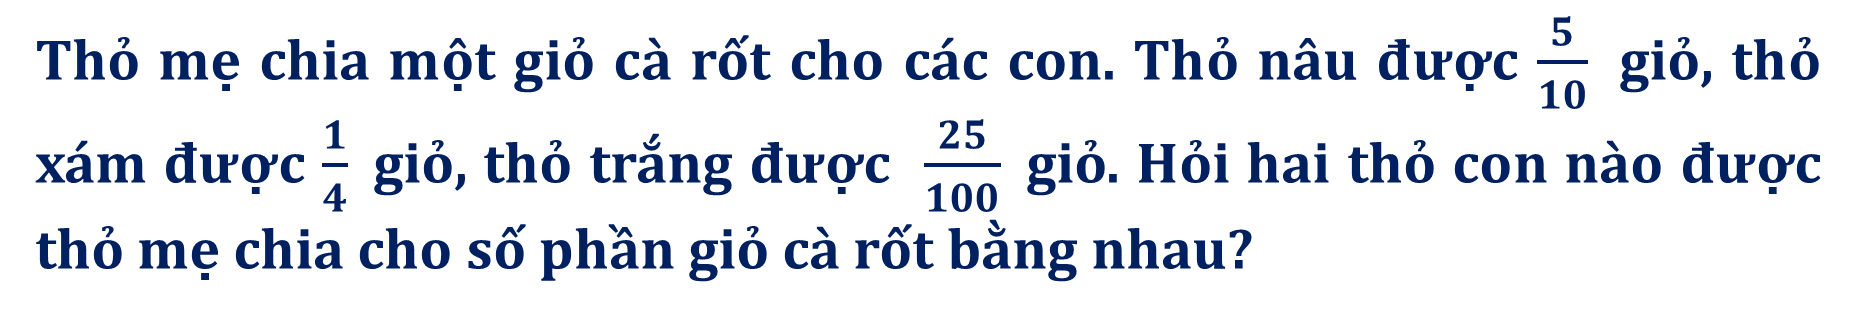 Thỏ mẹ chia một giỏ cà rốt cho các con. Thỏ nâu được 5/10 giỏ, thỏ
xám được 1/4 giỏ, thỏ trắng được 25/100 giỏ. Hỏi hai thỏ con nào được
thỏ mẹ chia cho số phần giỏ cà rốt bằng nhau?